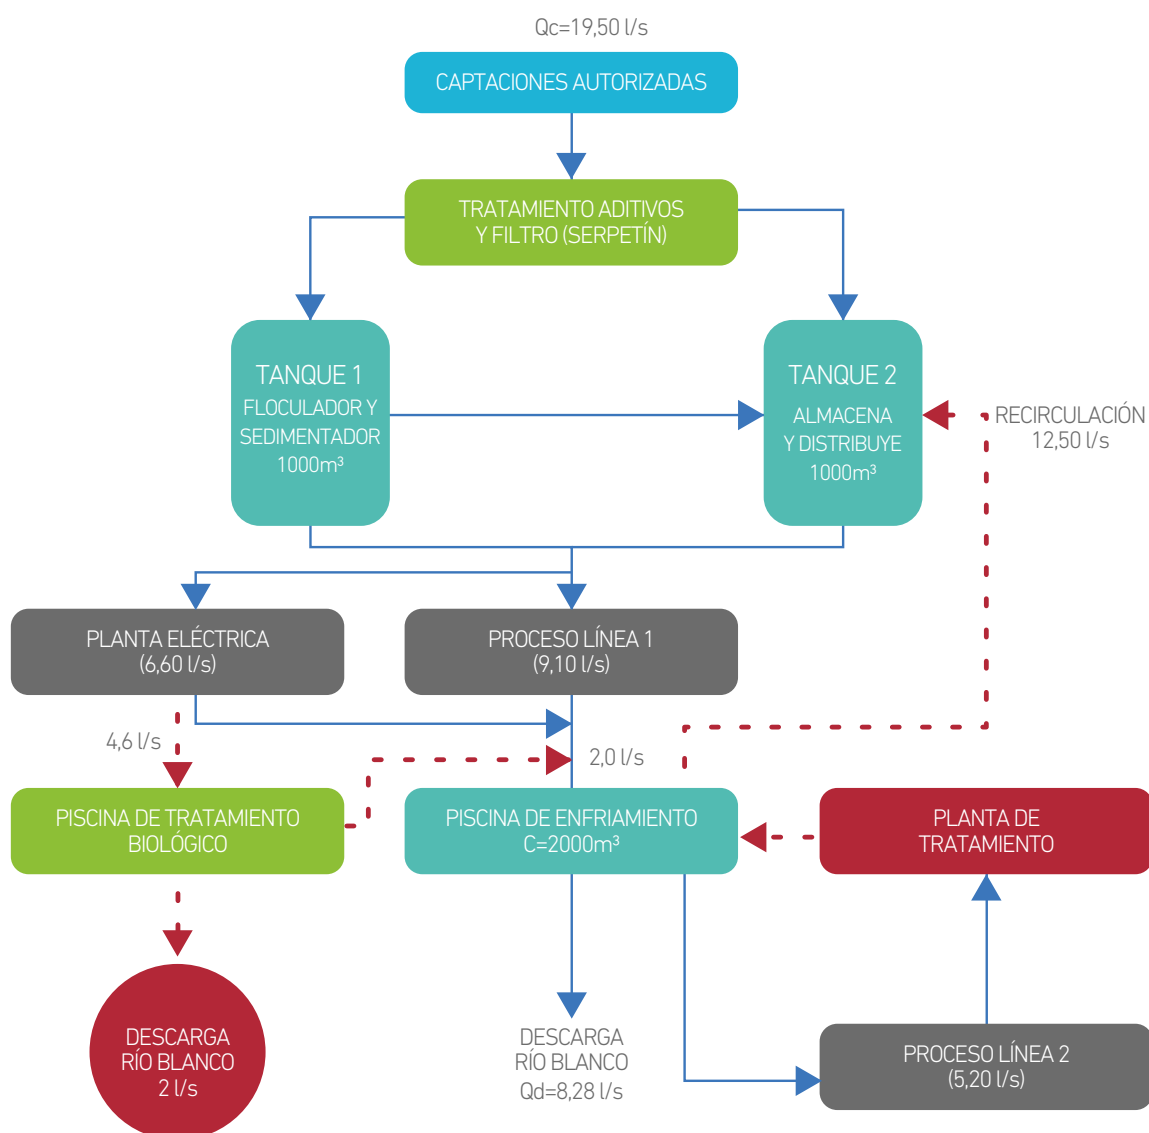 Qc=19,50 l/s
CAPTACIONES AUTORIZADAS
TRATAMIENTO ADITIVOS
Y FILTRO (SERPETÍN)
TANQUE 1
FLOCULADOR Y
SEDIMENTADOR
1000m³
TANQUE 2
ALMACENA
Y DISTRIBUYE
1000m³
RECIRCULACIÓN
12,50 l/s
PLANTA ELÉCTRICA
(6,60 l/s)
PROCESO LÍNEA 1
(9,10 l/s)
4,6 l/s
2,0 l/s
PISCINA DE TRATAMIENTO
BIOLÓGICO
PISCINA DE ENFRIAMIENTO
C=2000m³
PLANTA DE
TRATAMIENTO
DESCARGA
RÍO BLANCO
2 l/s
DESCARGA
RÍO BLANCO
Qd=8,28 l/s
PROCESO LÍNEA 2
(5,20 l/s)